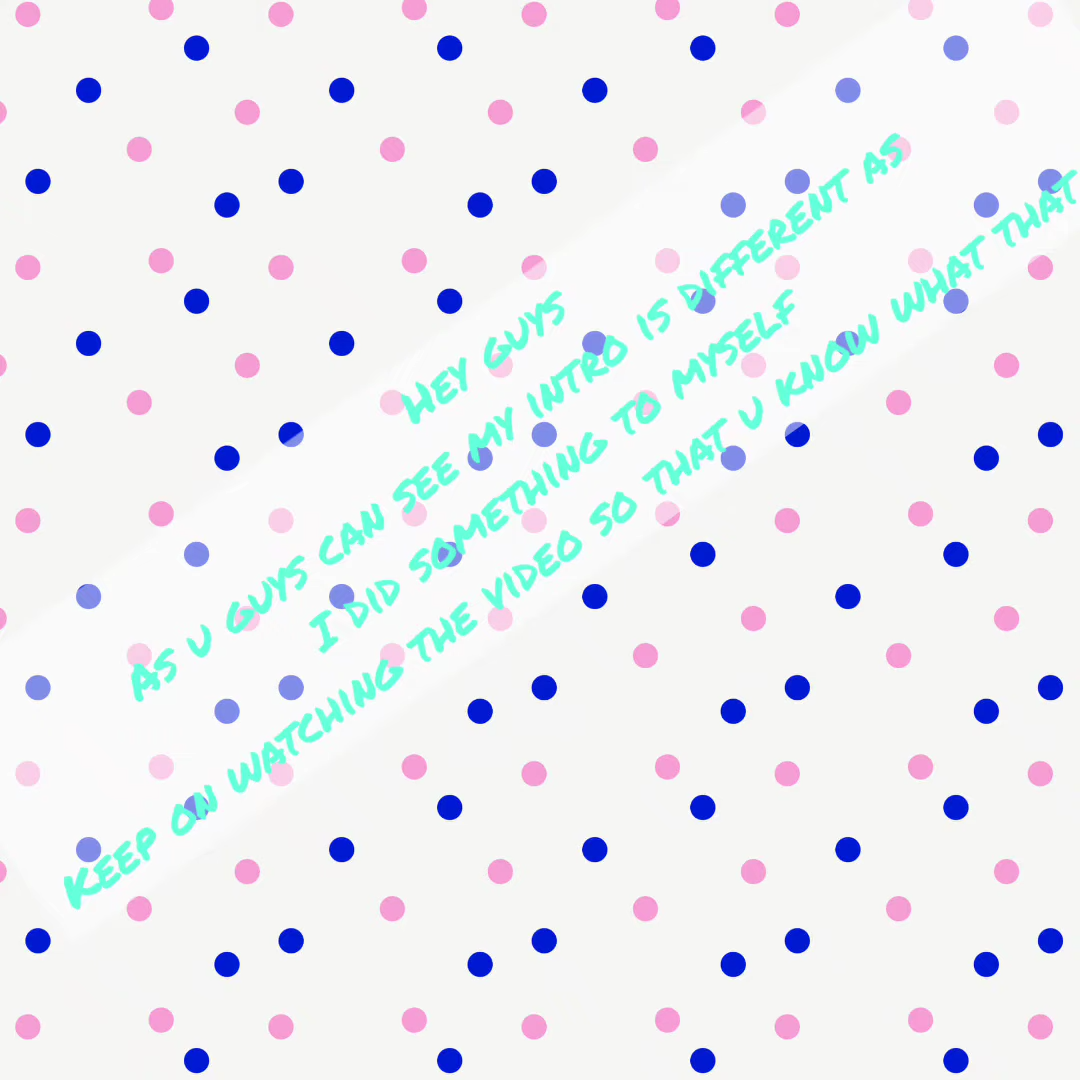 HEY GUYS
AS U GUYS CAN SEE MY INTRO IS DIFFERENT AS
I DID SOMETHING TO MYSELF
KEEP ON WATCHING THE VIDEO SO THAT U KNOW WHAT THAT